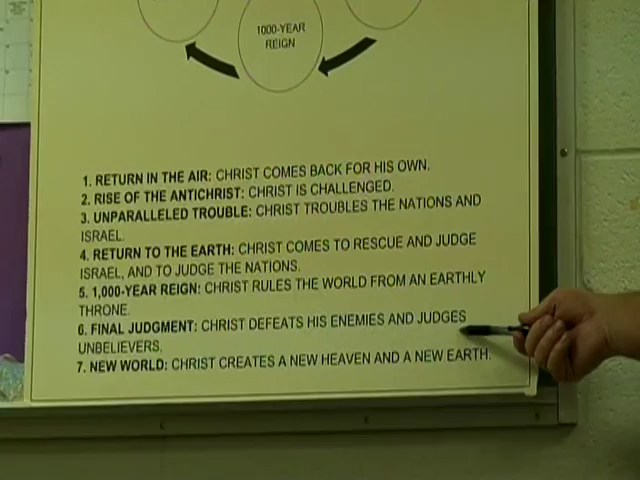 1000-YEAR
REIGN
1. RETURN IN THE AIR: CHRIST COMES BACK FOR HIS OWN.
2. RISE OF THE ANTICHRIST: CHRIST IS CHALLENGED.
3. UNPARALLELED TROUBLE: CHRIST TROUBLES THE NATIONS AND
ISRAEL.
4. RETURN TO THE EARTH: CHRIST COMES TO RESCUE AND JUDGE
ISRAEL, AND TO JUDGE THE NATIONS.
5. 1,000-YEAR REIGN: CHRIST RULES THE WORLD FROM AN EARTHLY
THRONE.
6. FINAL JUDGMENT: CHRIST DEFEATS HIS ENEMIES AND JUDGES
UNBELIEVERS.
7. NEW WORLD: CHRIST CREATES A NEW HEAVEN AND A NEW EARTH.